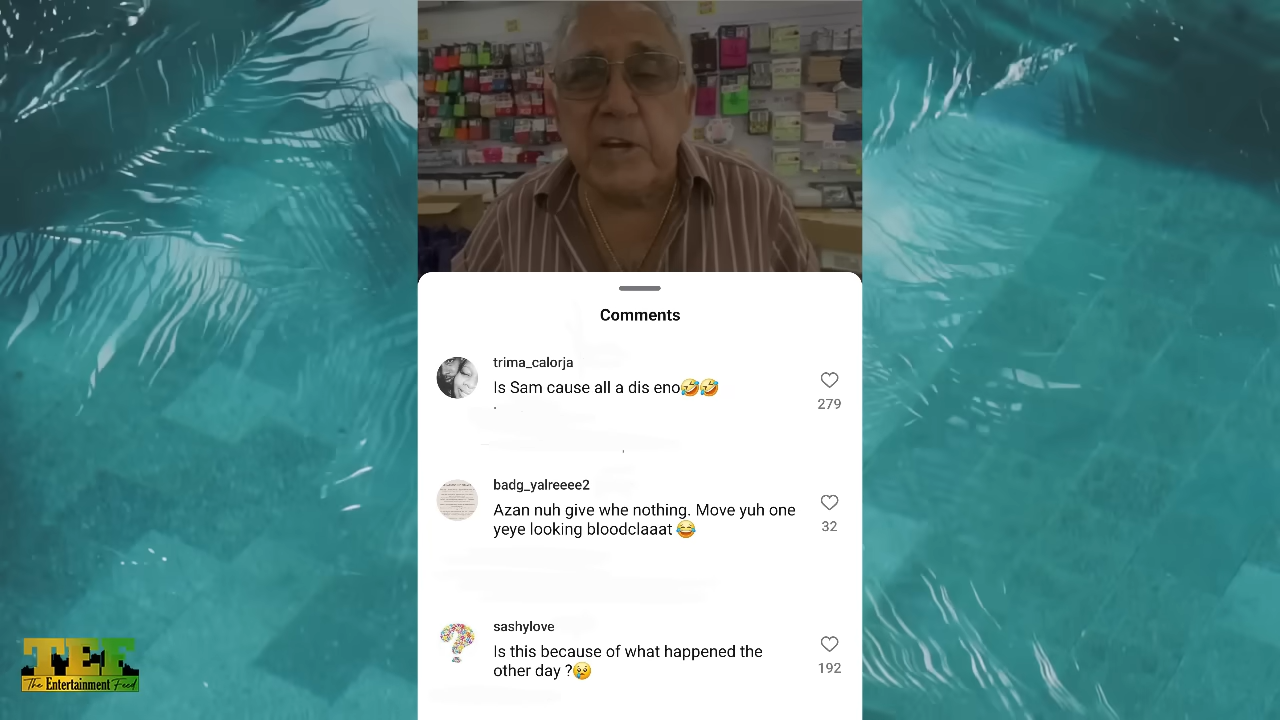 Comments
trima_calorja
Is Sam cause all a dis eno🤣🤣
279
badg_yalreeee2
Azan nuh give whe nothing. Move yuh one
yeye looking bloodclaaat 😂
32
sashylove
Is this because of what happened the
other day ?😢
192
TEF
The Entertainment Feed